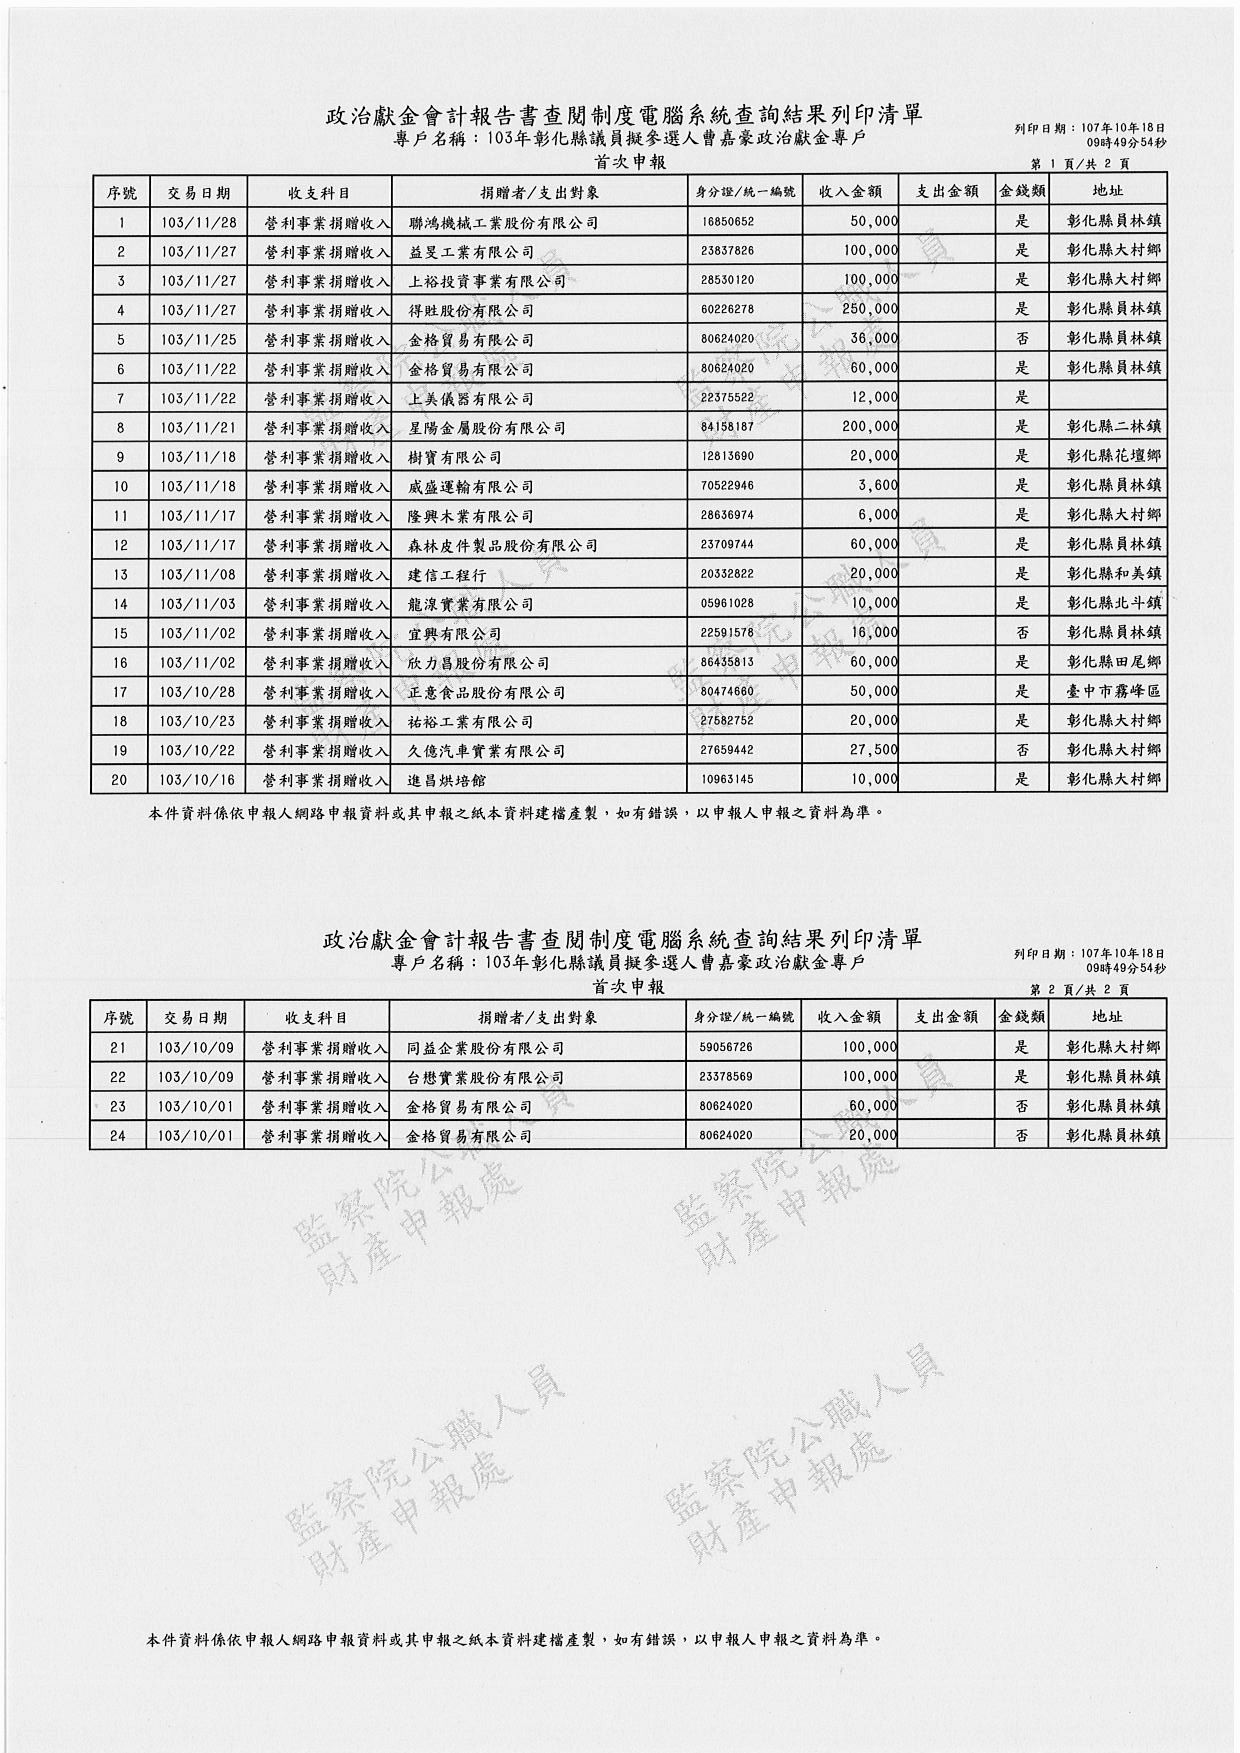 政治獻金會計報告書查閱制度電腦系統查詢結果列印清單
專戶名稱：103年彰化縣議員擬參選人曹嘉豪政治獻金專戶
列印日期：107年10年18日
09時49分54秒
首次申報
第 1 頁/共 2 頁
序號 交易日期 收支科目 捐贈者/支出對象 身分證/統一編號 收入金額 支出金額 金錢類 地址
1 103/11/28 營利事業捐贈收入 聯鴻機械工業股份有限公司 16850652 50,000 是 彰化縣員林鎮
2 103/11/27 營利事業捐贈收入 益旻工業有限公司 23837826 100,000 是 彰化縣大村鄉
3 103/11/27 營利事業捐贈收入 上裕投資事業有限公司 28530120 100,000 是 彰化縣大村鄉
4 103/11/27 營利事業捐贈收入 得胜股份有限公司 60226278 250,000 是 彰化縣員林鎮
5 103/11/25 營利事業捐贈收入 金格貿易有限公司 80624020 36,000 否 彰化縣員林鎮
6 103/11/22 營利事業捐贈收入 金格貿易有限公司 80624020 60,000 是 彰化縣員林鎮
7 103/11/22 營利事業捐贈收入 上美儀器有限公司 22375522 12,000 是
8 103/11/21 營利事業捐贈收入 星陽金屬股份有限公司 84158187 200,000 是 彰化縣二林鎮
9 103/11/18 營利事業捐贈收入 樹寶有限公司 12813690 20,000 是 彰化縣花壇鄉
10 103/11/18 營利事業捐贈收入 威盛運輸有限公司 70522946 3,600 是 彰化縣員林鎮
11 103/11/17 營利事業捐贈收入 隆興木業有限公司 28636974 6,000 是 彰化縣大村鄉
12 103/11/17 營利事業捐贈收入 森林皮件製品股份有限公司 23709744 60,000 是 彰化縣員林鎮
13 103/11/08 營利事業捐贈收入 建信工程行 20332822 20,000 是 彰化縣和美鎮
14 103/11/03 營利事業捐贈收入 龍湶實業有限公司 05961028 10,000 是 彰化縣北斗鎮
15 103/11/02 營利事業捐贈收入 宜興有限公司 22591578 16,000 否 彰化縣員林鎮
16 103/11/02 營利事業捐贈收入 欣力昌股份有限公司 86435813 60,000 是 彰化縣田尾鄉
17 103/10/28 營利事業捐贈收入 正意食品股份有限公司 80474660 50,000 是 臺中市霧峰區
18 103/10/23 營利事業捐贈收入 祐裕工業有限公司 27582752 20,000 是 彰化縣大村鄉
19 103/10/22 營利事業捐贈收入 久億汽車實業有限公司 27659442 27,500 否 彰化縣大村鄉
20 103/10/16 營利事業捐贈收入 進昌烘培館 10963145 10,000 是 彰化縣大村鄉
本件資料係依申報人網路申報資料或其申報之紙本資料建檔產製，如有錯誤，以申報人申報之資料為準。
政治獻金會計報告書查閱制度電腦系統查詢結果列印清單
專戶名稱：103年彰化縣議員擬參選人曹嘉豪政治獻金專戶
列印日期：107年10年18日
09時49分54秒
首次申報
第 2 頁/共 2 頁
序號 交易日期 收支科目 捐贈者/支出對象 身分證/統一編號 收入金額 支出金額 金錢類 地址
21 103/10/09 營利事業捐贈收入 同益企業股份有限公司 59056726 100,000 是 彰化縣大村鄉
22 103/10/09 營利事業捐贈收入 台懋實業股份有限公司 23378569 100,000 是 彰化縣員林鎮
23 103/10/01 營利事業捐贈收入 金格貿易有限公司 80624020 60,000 否 彰化縣員林鎮
24 103/10/01 營利事業捐贈收入 金格貿易有限公司 80624020 20,000 否 彰化縣員林鎮
監察院公職人員
財產申報處
監察院公職人員
財產申報處
監察院公職人員
財產申報處
監察院公職人員
財產申報處
監察院公職人員
財產申報處
監察院公職人員
財產申報處
監察院公職人員
財產申報處
監察院公職人員
財產申報處
本件資料係依申報人網路申報資料或其申報之紙本資料建檔產製，如有錯誤，以申報人申報之資料為準。